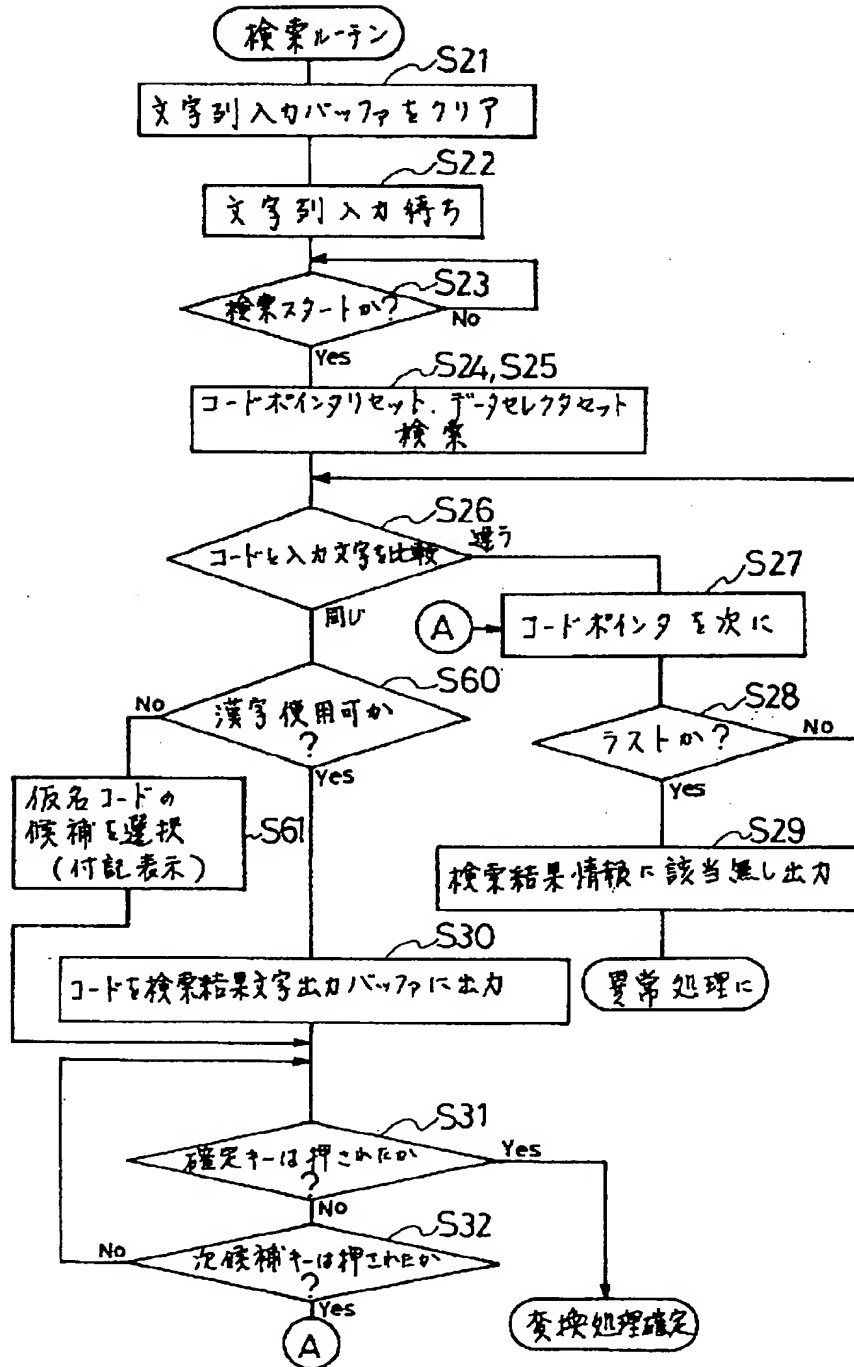 検索ルーチン
S21
文字列入力バッファをクリア
S22
文字列入力待ち
S23
検索スタートか?
No
Yes
S24,S25
コードポインタリセット.データセレクタセット
検索
S26
コードと入力文字を比較
違う
同じ
S27
A
コードポインタを次に
S60
No
漢字使用可か
?
Yes
S28
ラストか?
No
Yes
仮名コードの
候補を選択
(付記表示)
S61
S29
検索結果情報に該当無し出力
S30
コードを検索結果文字出力バッファに出力
異常処理に
S31
確定キーは押されたか
?
Yes
No
S32
No
次候補キーは押されたか
?
Yes
A
変換処理確定